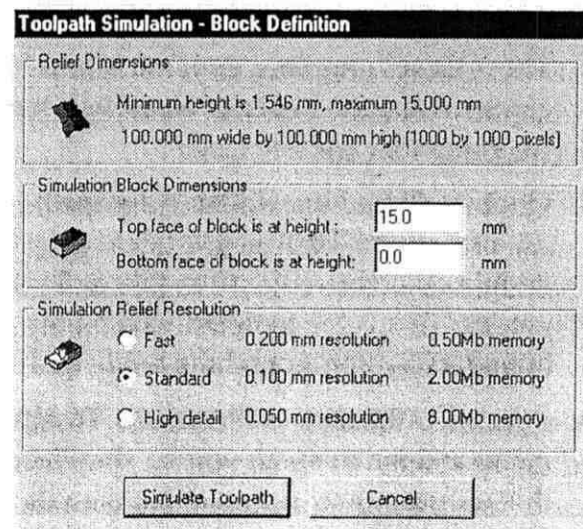 Toolpath Simulation - Block Definition
Relief Dimensions
Minimum height is 1.546 mm, maximum 15.000 mm
100.000 mm wide by 100.000 mm high (1000 by 1000 pixels)
Simulation Block Dimensions
Top face of block is at height : 15.0 mm
Bottom face of block is at height: 0.0 mm
Simulation Relief Resolution
Fast 0.200 mm resolution 0.50Mb memory
Standard 0.100 mm resolution 2.00Mb memory
High detail 0.050 mm resolution 8.00Mb memory
Simulate Toolpath Cancel